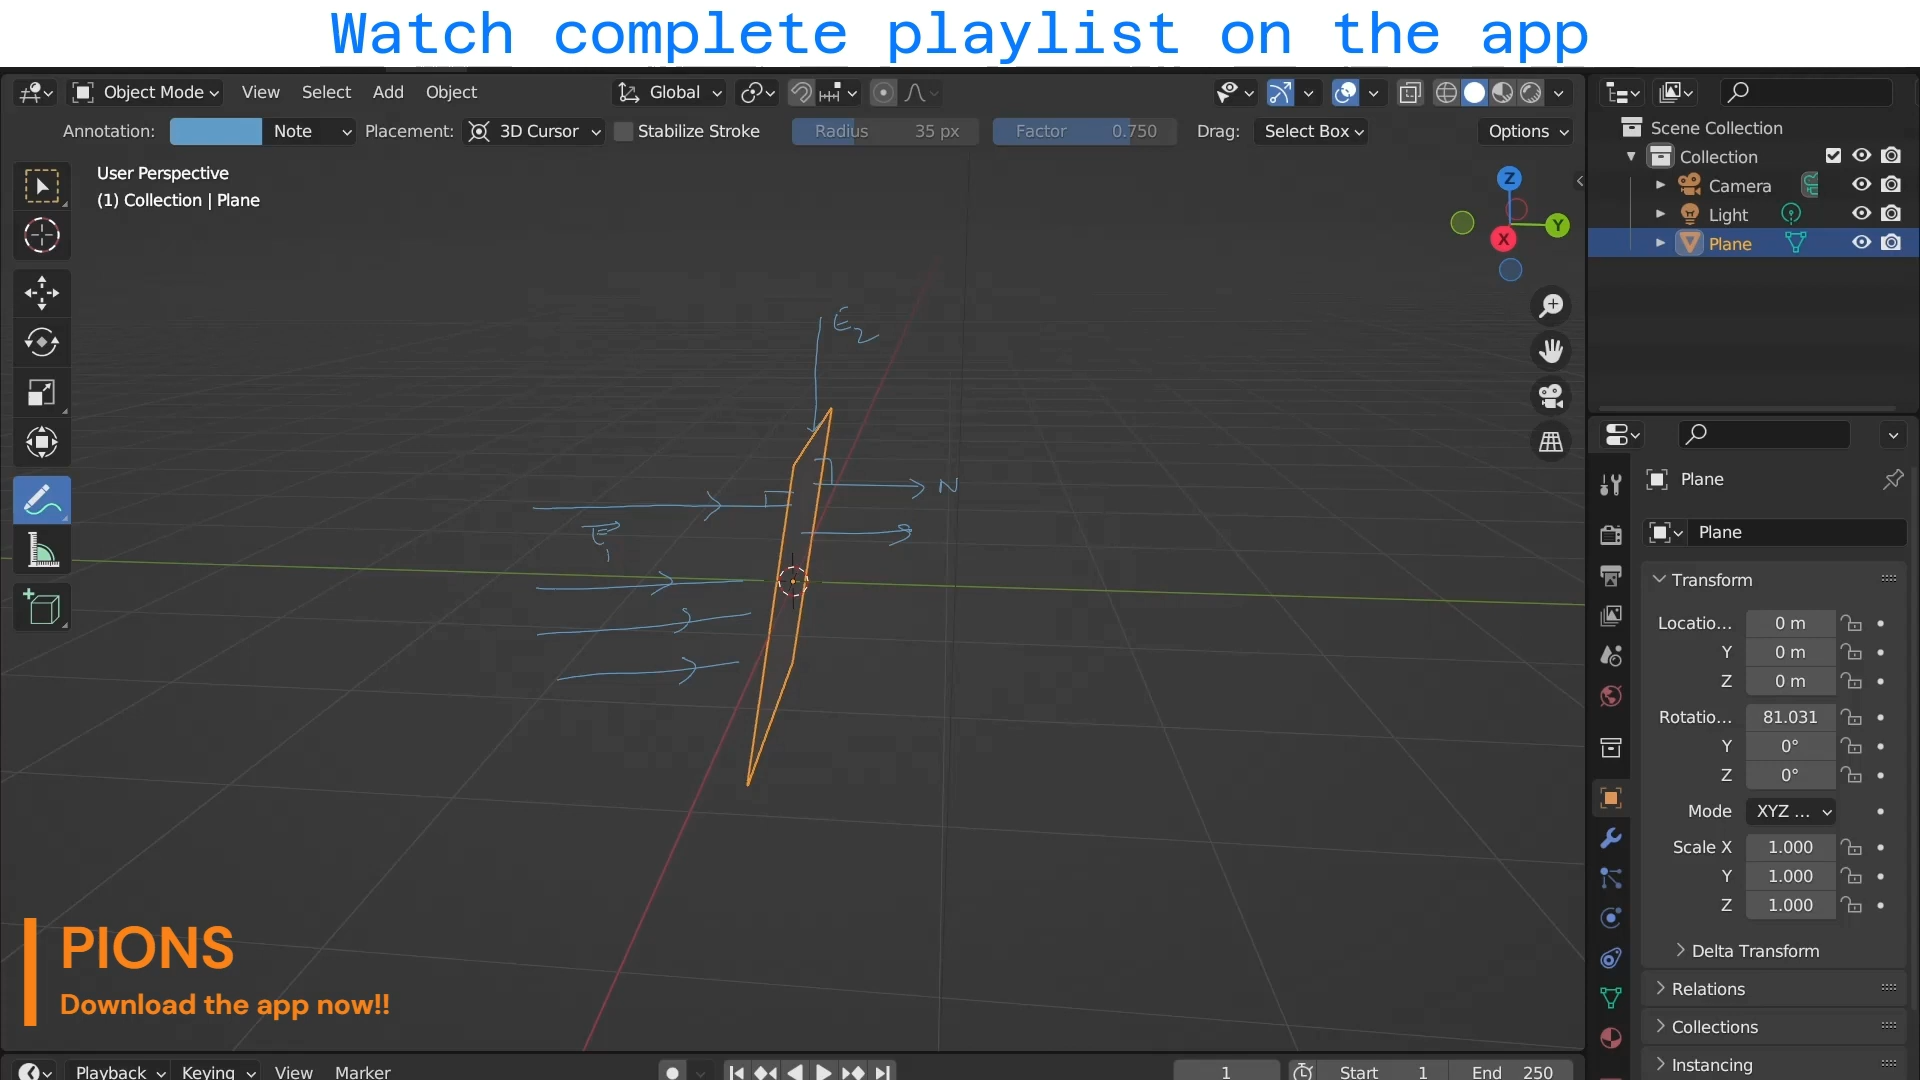 Watch complete playlist on the app
Object Mode View Select Add Object Global
Annotation: Note Placement: 3D Cursor Stabilize Stroke Radius 35 px Factor 0.750 Drag: Select Box Options
User Perspective
(1) Collection | Plane
Z
Y
X
E2
N
E1
Scene Collection
Collection
Camera
Light
Plane
Plane
Plane
Transform
Locatio... 0 m
Y 0 m
Z 0 m
Rotatio... 81.031
Y 0°
Z 0°
Mode XYZ ...
Scale X 1.000
Y 1.000
Z 1.000
Delta Transform
Relations
Collections
Instancing
PIONS
Download the app now!!
Playback Keying View Marker 1 Start 1 End 250